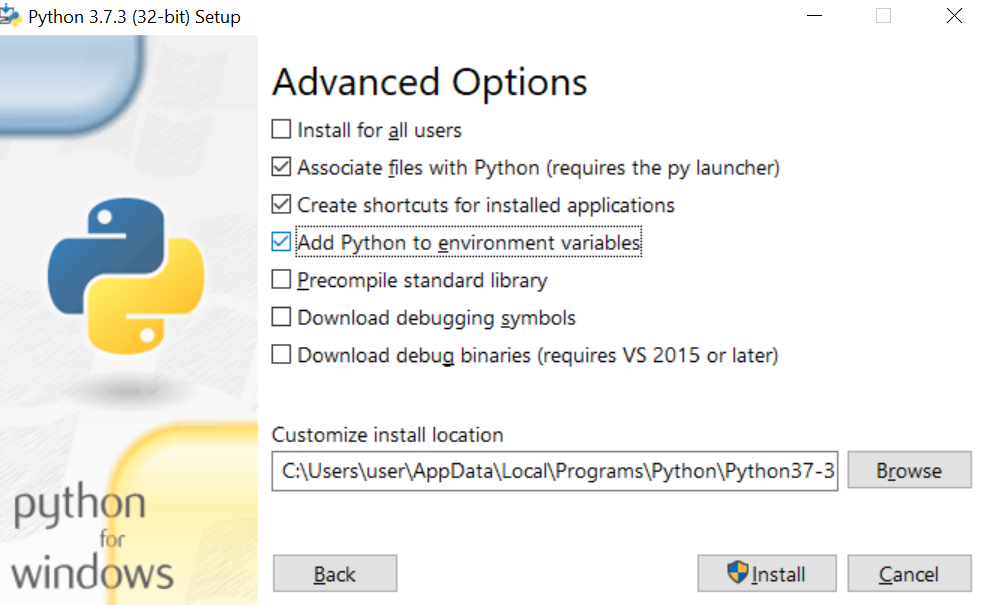 Python 3.7.3 (32-bit) Setup
Advanced Options
Install for all users
Associate files with Python (requires the py launcher)
Create shortcuts for installed applications
Add Python to environment variables
Precompile standard library
Download debugging symbols
Download debug binaries (requires VS 2015 or later)
Customize install location
C:\Users\user\AppData\Local\Programs\Python\Python37-3
Browse
python
for
windows
Back
Install
Cancel